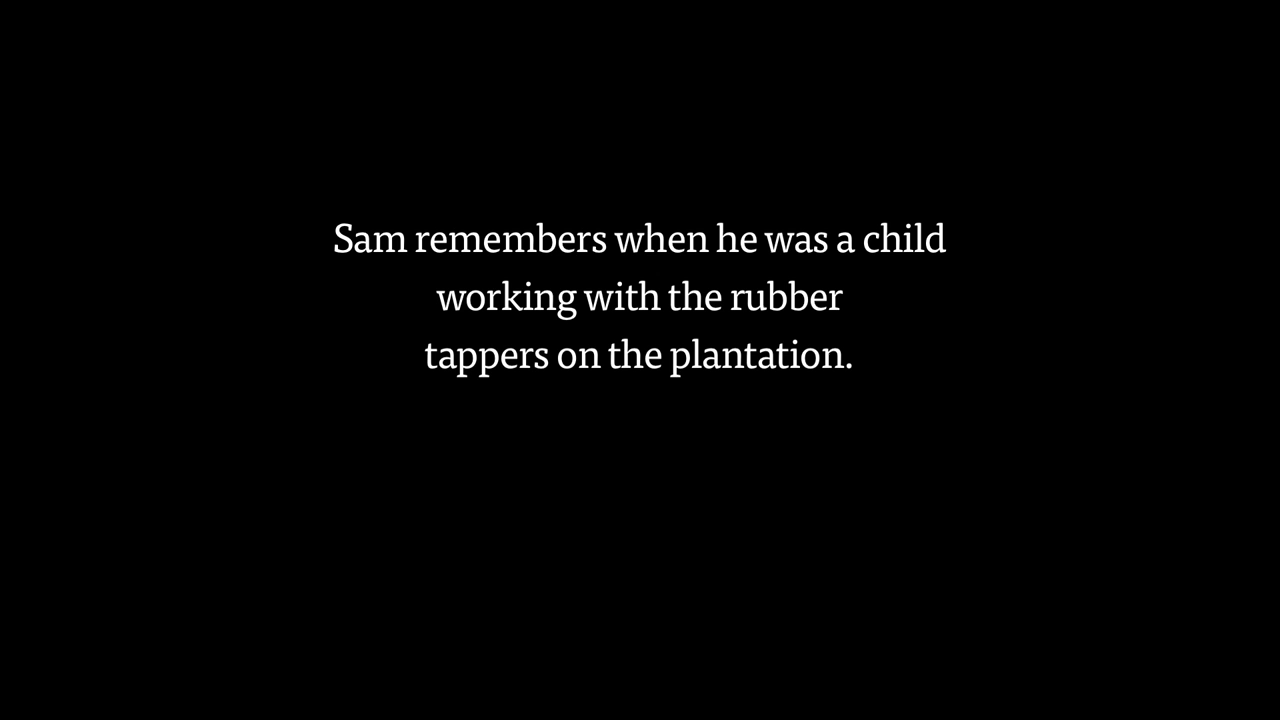 Sam remembers when he was a child
working with the rubber
tappers on the plantation.